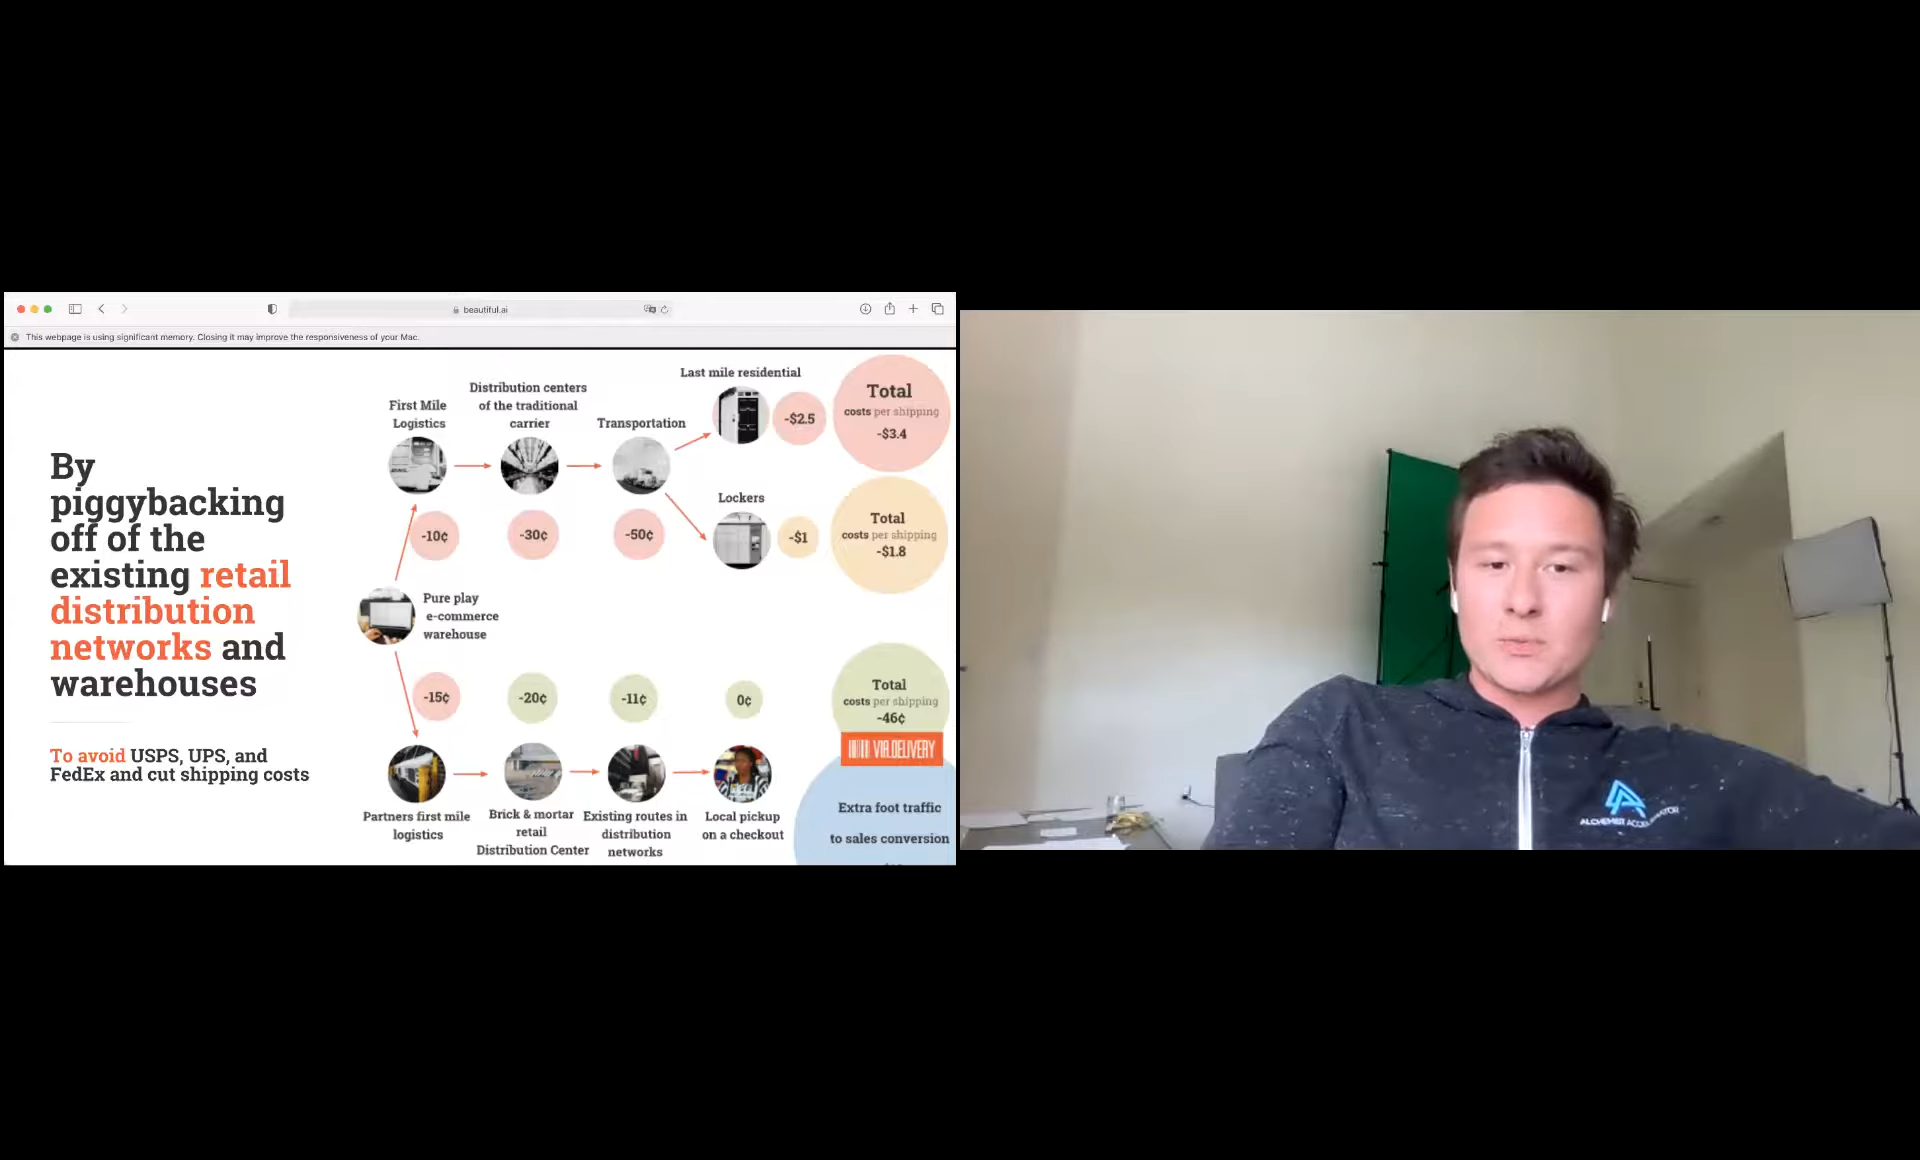 beautiful.ai
This webpage is using significant memory. Closing it may improve the responsiveness of your Mac.
By
piggybacking
off of the
existing retail
distribution
networks and
warehouses
To avoid USPS, UPS, and
FedEx and cut shipping costs
First Mile
Logistics
Distribution centers
of the traditional
carrier
Transportation
Last mile residential
-$2.5
Total
costs per shipping
-$3.4
Lockers
-$1
Total
costs per shipping
-$1.8
-10¢
-30¢
-50¢
Pure play
e-commerce
warehouse
-15¢
-20¢
-11¢
0¢
Total
costs per shipping
-46¢
VIA.DELIVERY
Partners first mile
logistics
Brick & mortar
retail
Distribution Center
Existing routes in
distribution
networks
Local pickup
on a checkout
Extra foot traffic
to sales conversion
ALCHEMIST ACCELERATOR